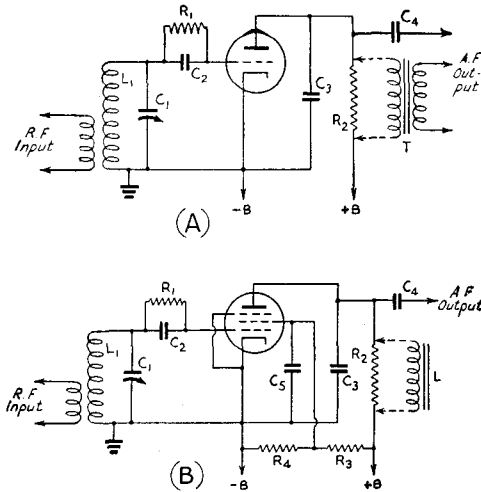 R1
C4
L1
C1
C2
C3
R2
A.F. Out-
put
R.F.
Input
T
-B
+B
(A)
R1
C4
A.F.
Output
L1
C1
C2
C5
C3
R2
L
R.F.
Input
R4
R3
-B
+B
(B)